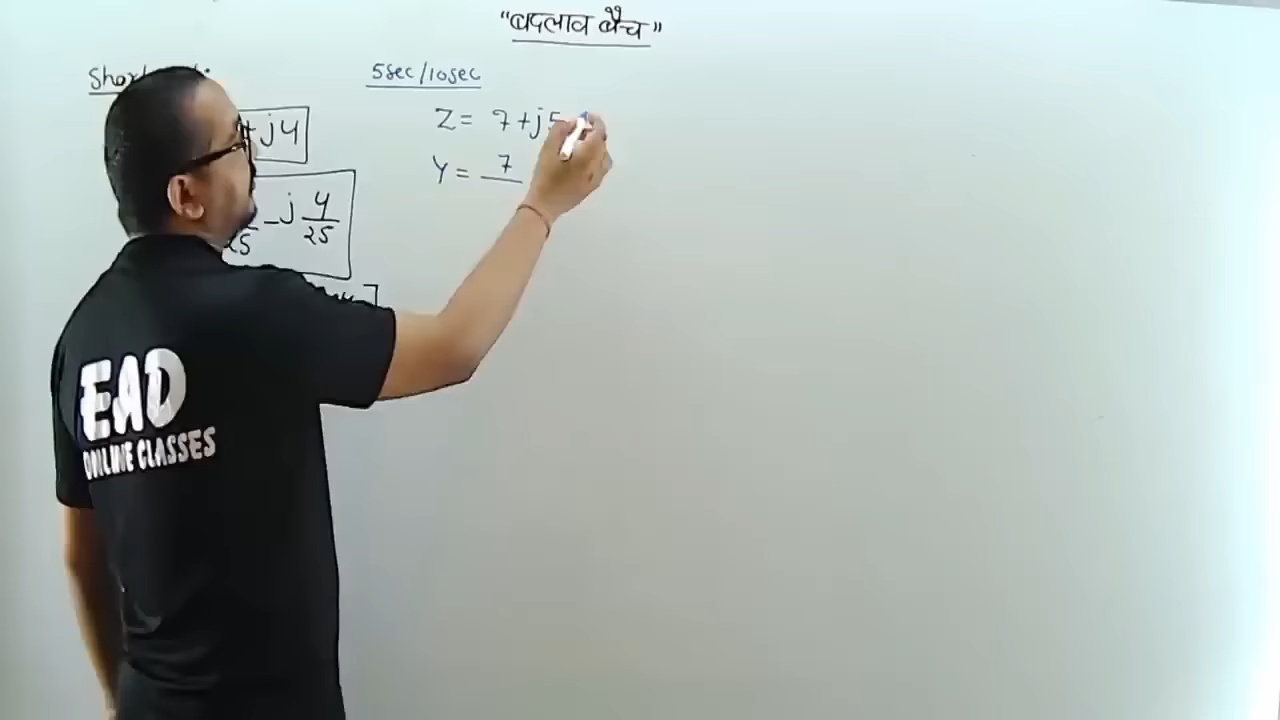 "बदलाव बैच"
5sec/10sec
+j4
25 -j 4/25
Z = 7+j5
Y = 7
EAD
ONLINE CLASSES